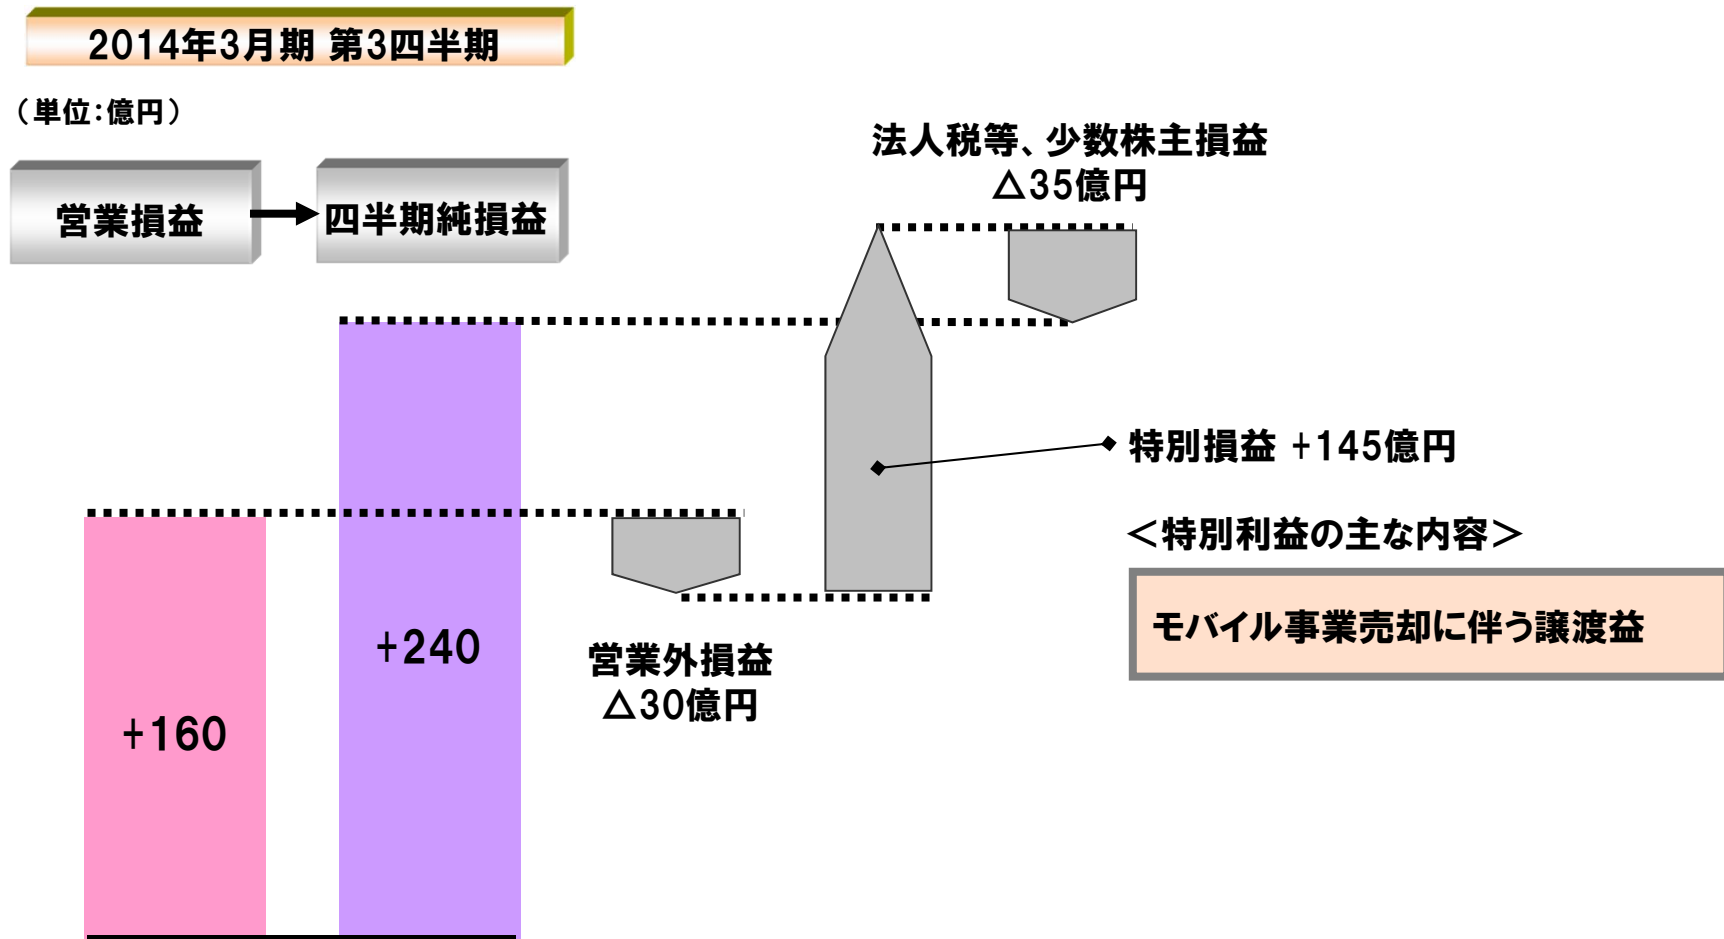 2014年3月期 第3四半期
（単位：億円）
営業損益
四半期純損益
法人税等、少数株主損益
△35億円
特別損益 +145億円
＜特別利益の主な内容＞
モバイル事業売却に伴う譲渡益
+240
営業外損益
△30億円
+160